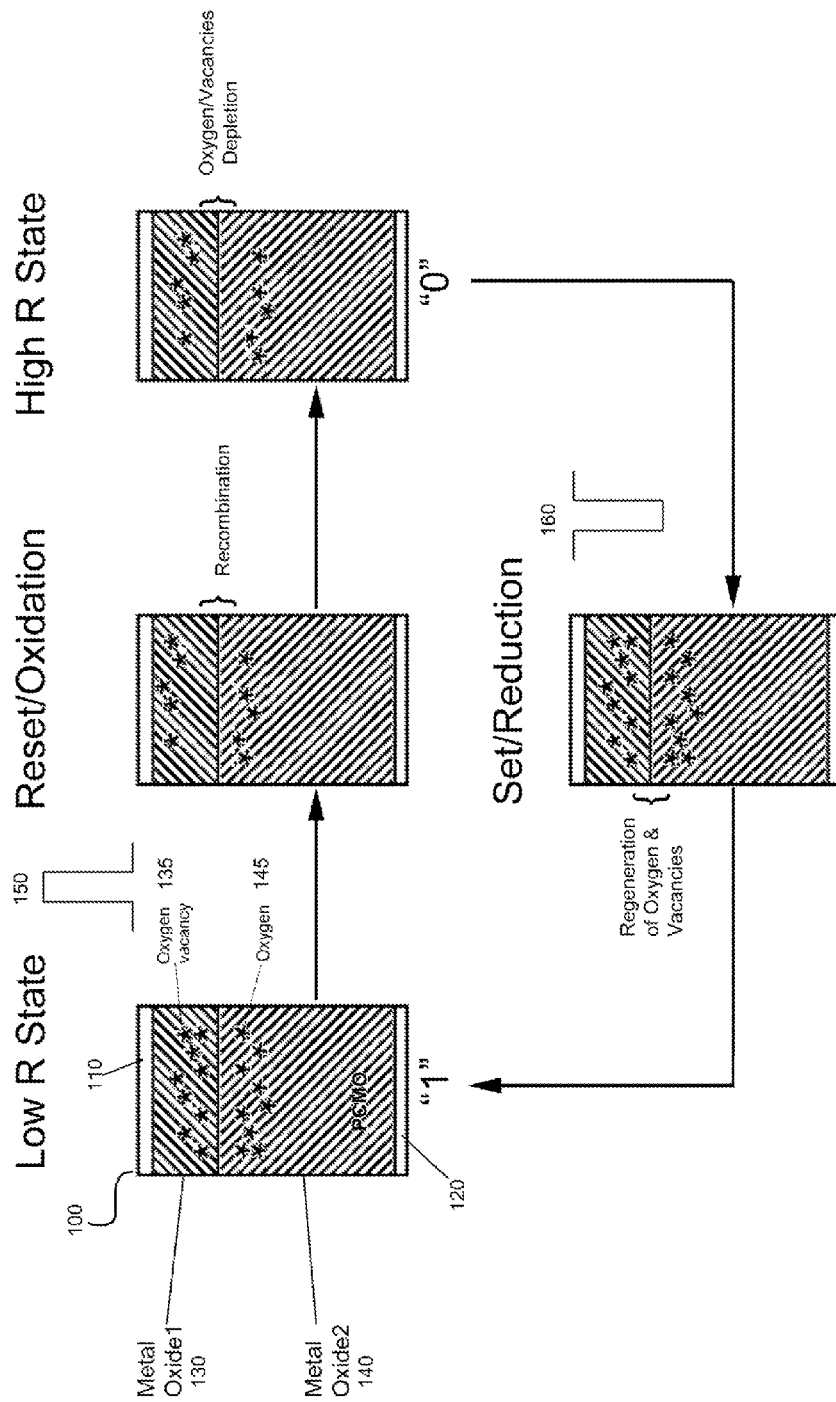 Low R State
Reset/Oxidation
High R State
150
100
110
Oxygen
vacancy
135
Oxygen 145
Recombination
Oxygen/Vacancies
Depletion
Metal
Oxide1
130
Metal
Oxide2
140
PCMO
120
"1"
"0"
160
Set/Reduction
Regeneration
of Oxygen &
Vacancies